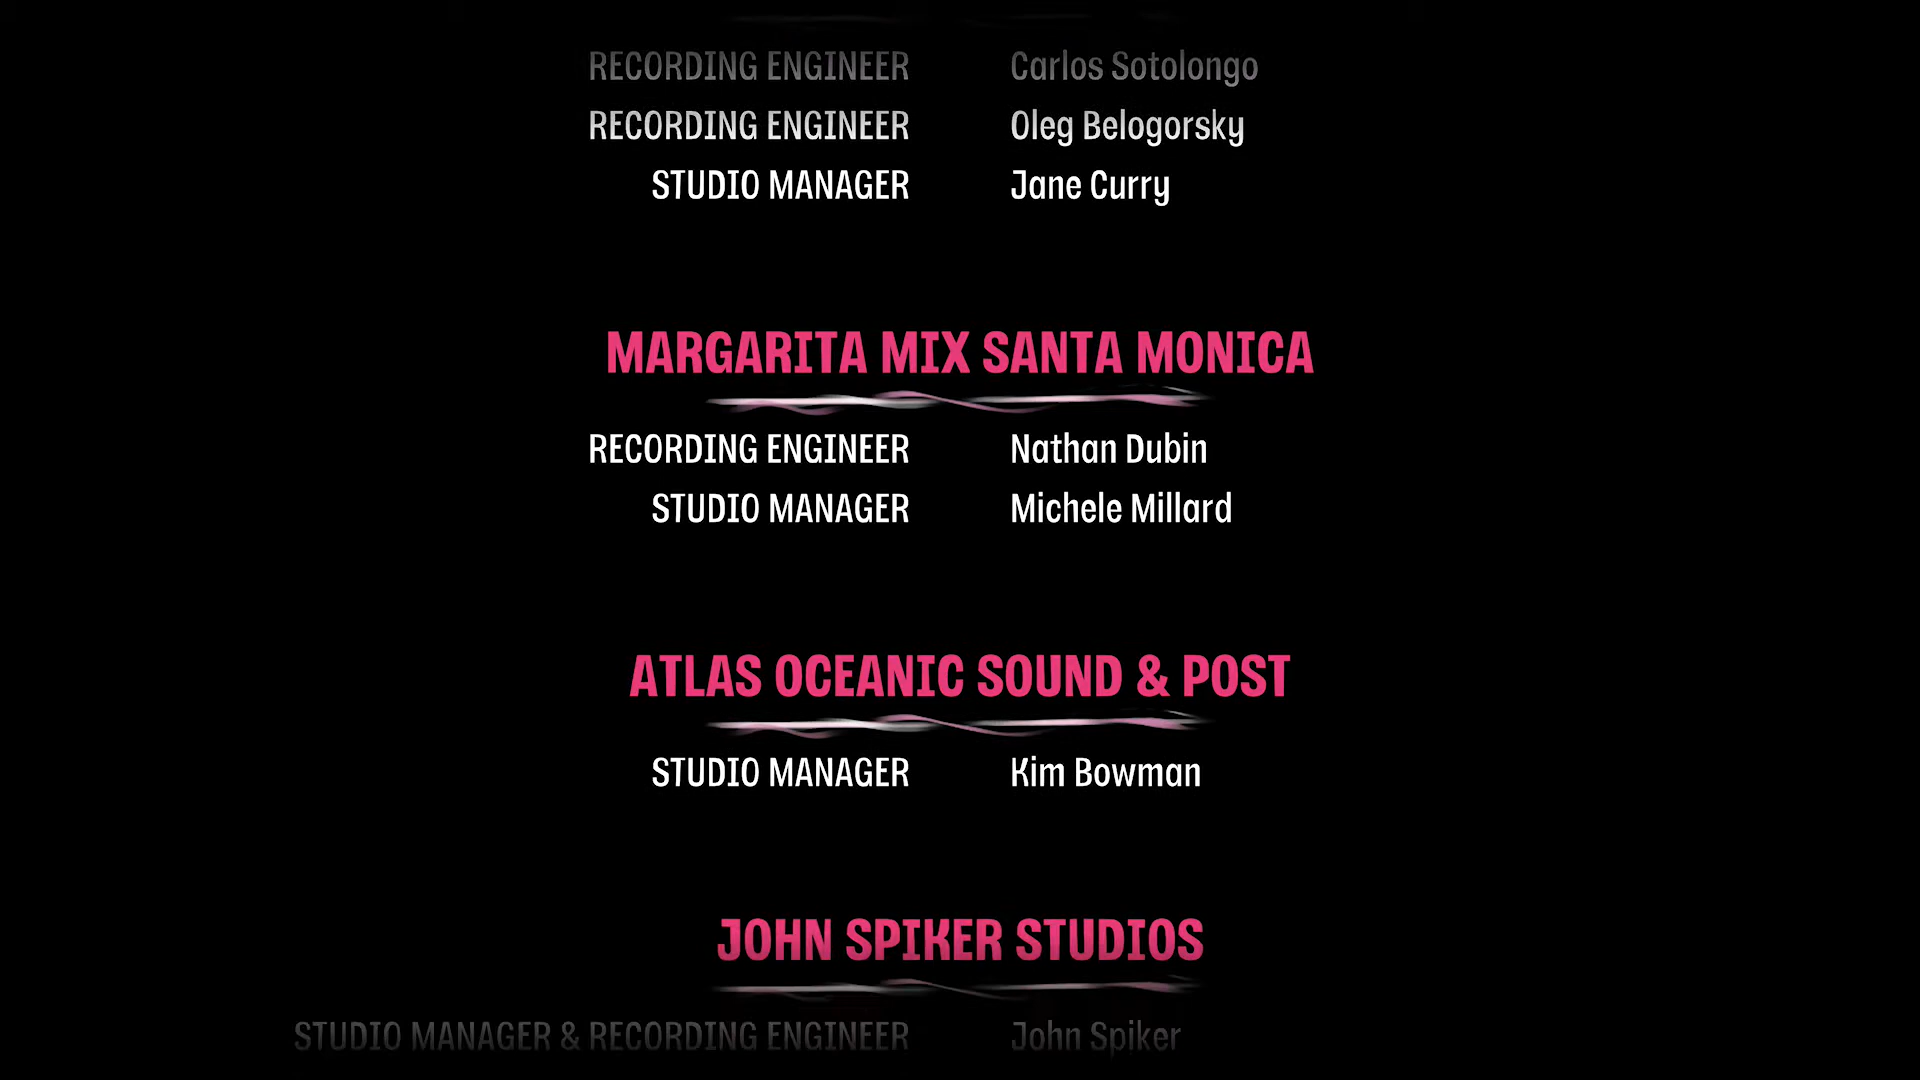 RECORDING ENGINEER Carlos Sotolongo
RECORDING ENGINEER Oleg Belogorsky
STUDIO MANAGER Jane Curry
MARGARITA MIX SANTA MONICA
RECORDING ENGINEER Nathan Dubin
STUDIO MANAGER Michele Millard
ATLAS OCEANIC SOUND & POST
STUDIO MANAGER Kim Bowman
JOHN SPIKER STUDIOS
STUDIO MANAGER & RECORDING ENGINEER John Spiker